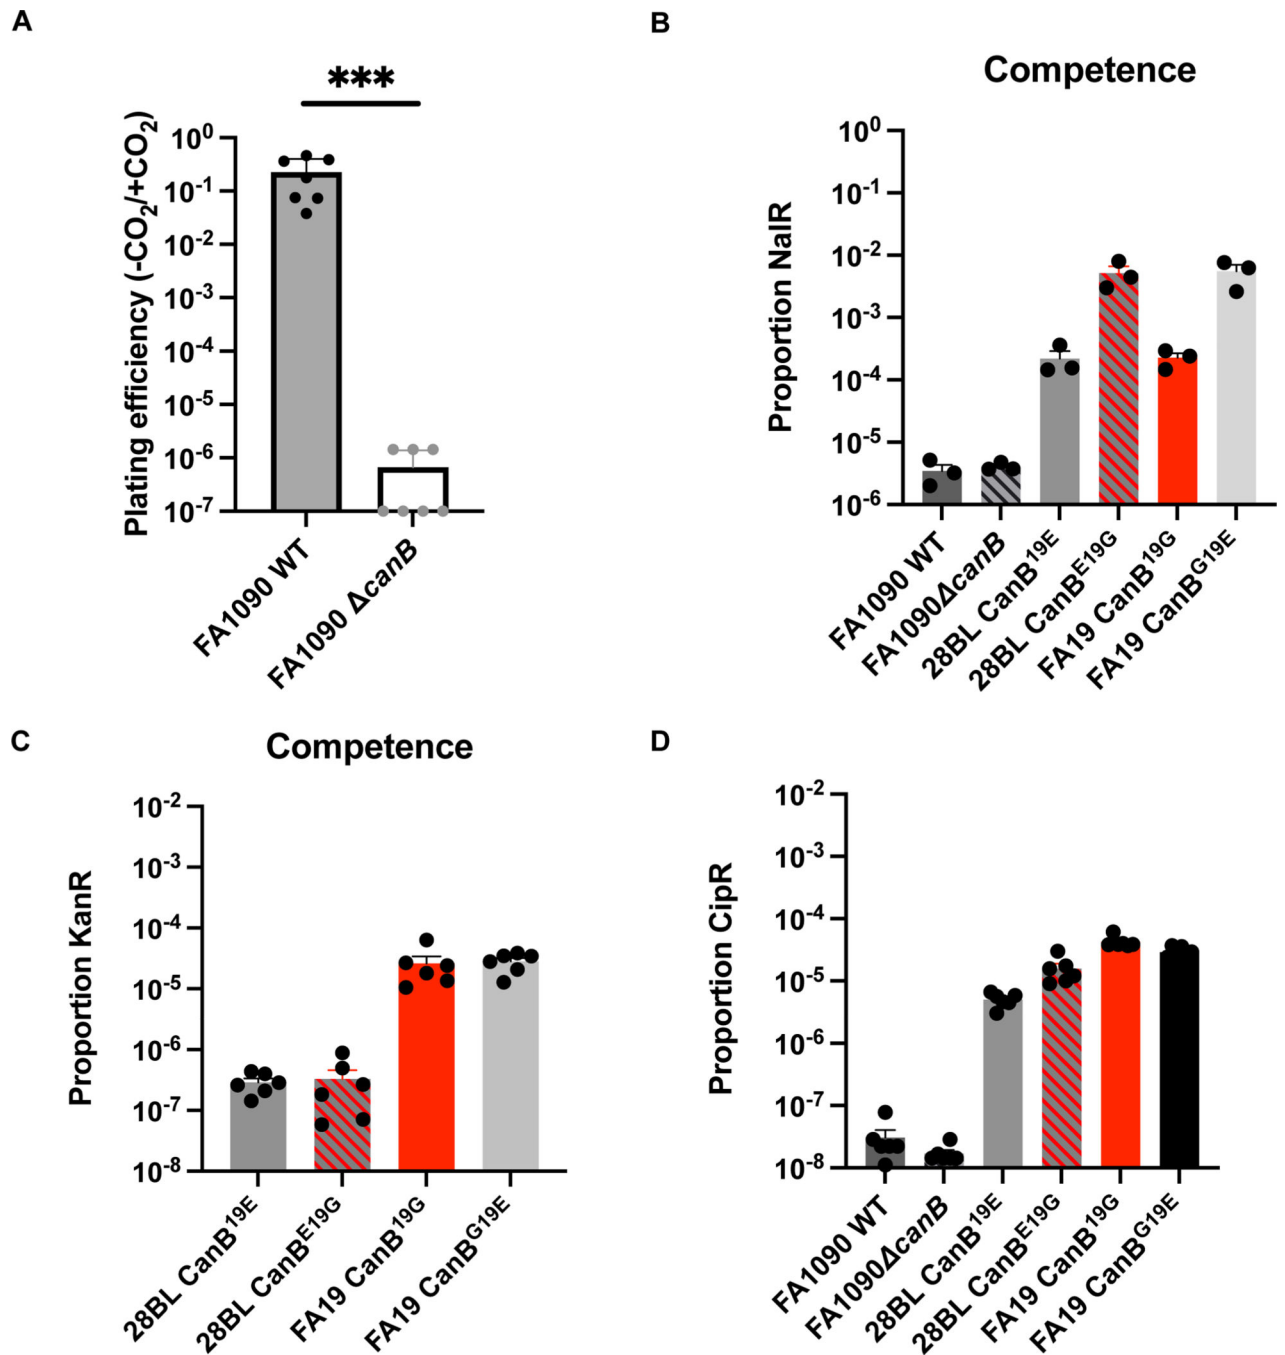 A
***
Plating efficiency (-CO₂/+CO₂)
10⁰
10⁻¹
10⁻²
10⁻³
10⁻⁴
10⁻⁵
10⁻⁶
10⁻⁷
FA1090 WT
FA1090 ΔcanB
B
Competence
Proportion NalR
10⁰
10⁻¹
10⁻²
10⁻³
10⁻⁴
10⁻⁵
10⁻⁶
FA1090 WT
FA1090ΔcanB
28BL CanB¹⁹ᴱ
28BL CanBᴱ¹⁹ᴳ
FA19 CanB¹⁹ᴳ
FA19 CanBᴳ¹⁹ᴱ
C
Competence
Proportion KanR
10⁻²
10⁻³
10⁻⁴
10⁻⁵
10⁻⁶
10⁻⁷
10⁻⁸
28BL CanB¹⁹ᴱ
28BL CanBᴱ¹⁹ᴳ
FA19 CanB¹⁹ᴳ
FA19 CanBᴳ¹⁹ᴱ
D
Proportion CipR
10⁻²
10⁻³
10⁻⁴
10⁻⁵
10⁻⁶
10⁻⁷
10⁻⁸
FA1090 WT
FA1090ΔcanB
28BL CanB¹⁹ᴱ
28BL CanBᴱ¹⁹ᴳ
FA19 CanB¹⁹ᴳ
FA19 CanBᴳ¹⁹ᴱ